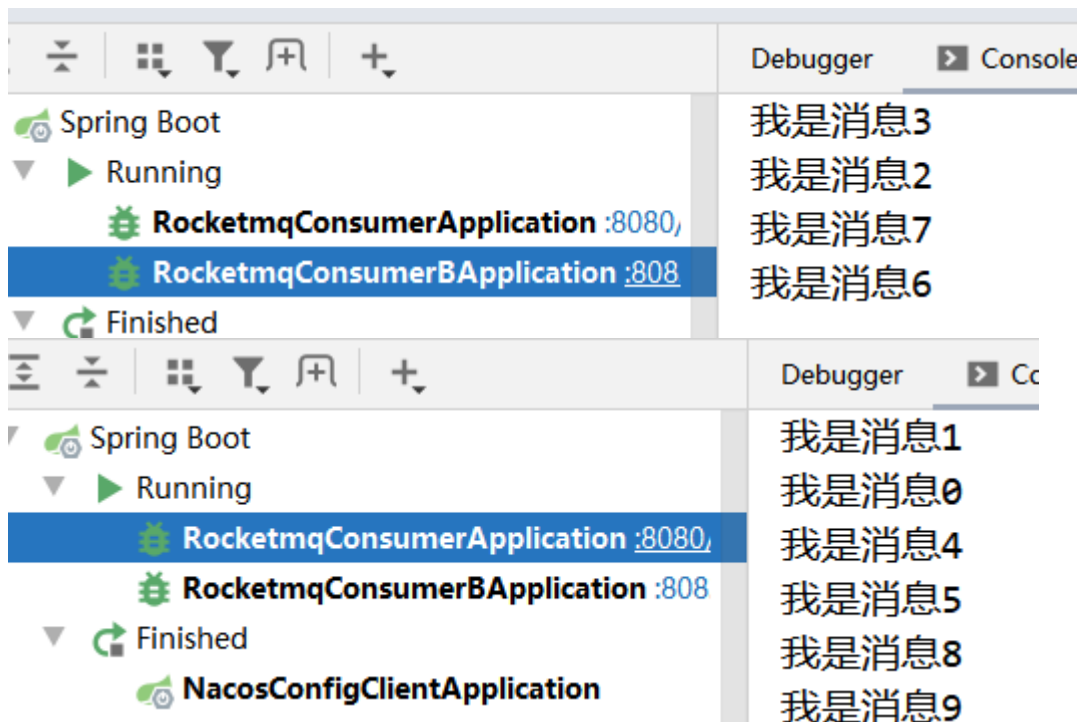 Debugger Console
Spring Boot
Running
RocketmqConsumerApplication :8080/
RocketmqConsumerBApplication :808
Finished
我是消息3
我是消息2
我是消息7
我是消息6
Debugger
Spring Boot
Running
RocketmqConsumerApplication :8080/
RocketmqConsumerBApplication :808
Finished
NacosConfigClientApplication
我是消息1
我是消息0
我是消息4
我是消息5
我是消息8
我是消息9